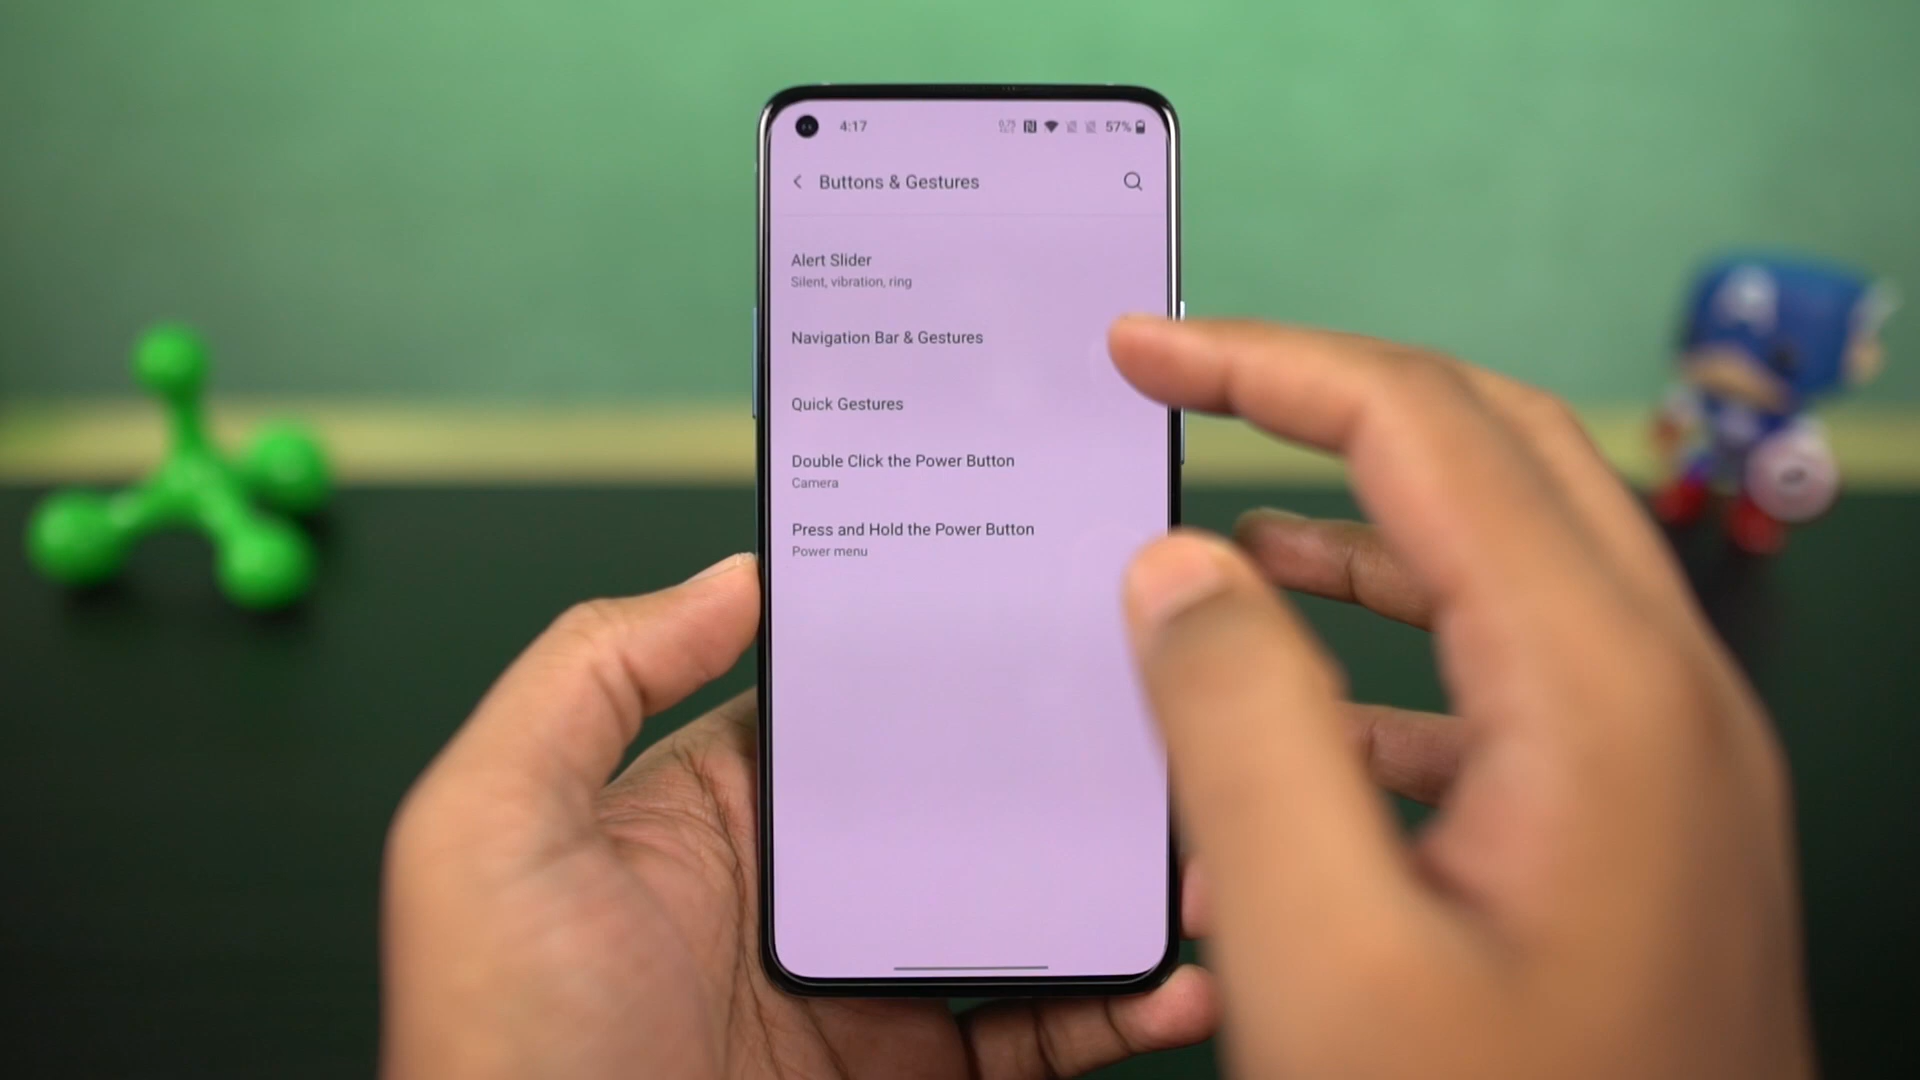 4:17
57%
Buttons & Gestures
Alert Slider
Silent, vibration, ring
Navigation Bar & Gestures
Quick Gestures
Double Click the Power Button
Camera
Press and Hold the Power Button
Power menu